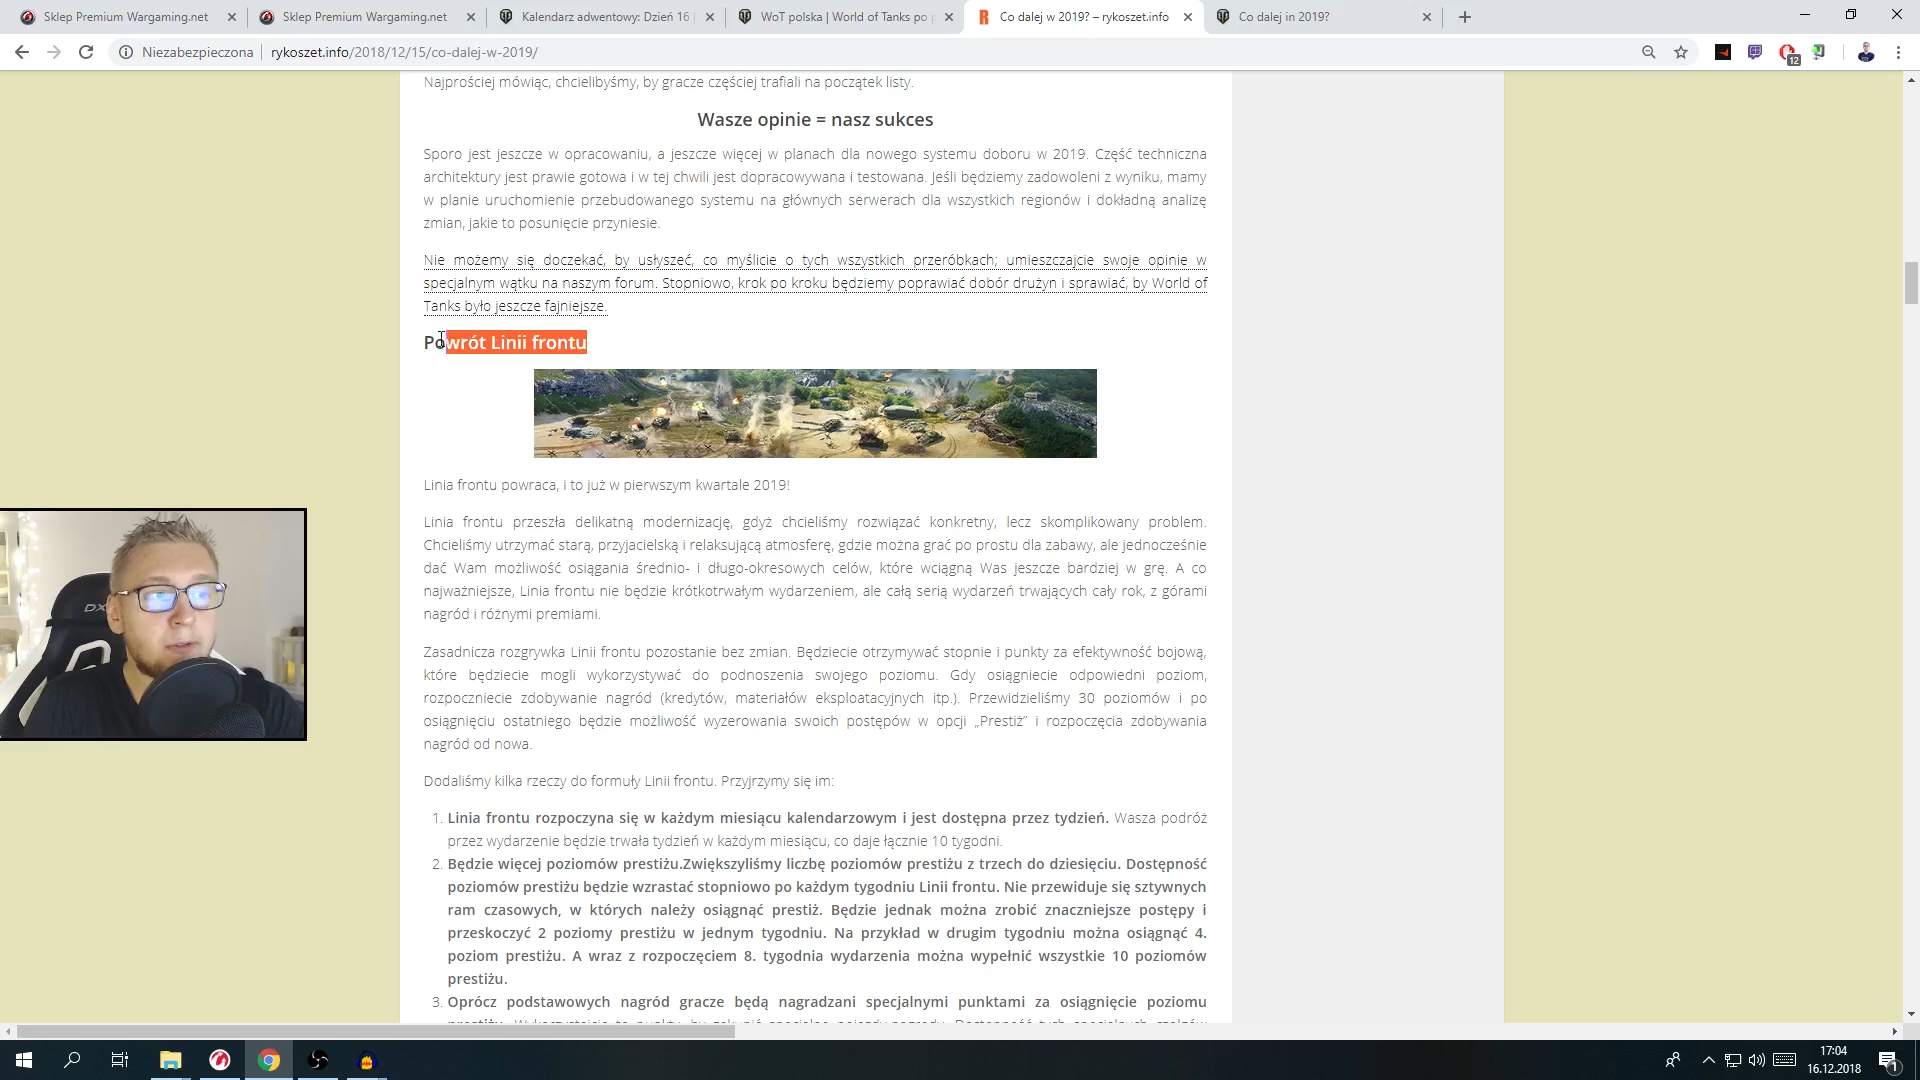 Sklep Premium Wargaming.net
Sklep Premium Wargaming.net
Kalendarz adwentowy: Dzień 16
WoT polska | World of Tanks po
Co dalej w 2019? – rykoszet.info
Co dalej in 2019?
Niezabezpieczona
rykoszet.info/2018/12/15/co-dalej-w-2019/
12
Najprościej mówiąc, chcielibyśmy, by gracze częściej trafiali na początek listy.
Wasze opinie = nasz sukces
Sporo jest jeszcze w opracowaniu, a jeszcze więcej w planach dla nowego systemu doboru w 2019. Część techniczna
architektury jest prawie gotowa i w tej chwili jest dopracowywana i testowana. Jeśli będziemy zadowoleni z wyniku, mamy
w planie uruchomienie przebudowanego systemu na głównych serwerach dla wszystkich regionów i dokładną analizę
zmian, jakie to posunięcie przyniesie.
Nie możemy się doczekać, by usłyszeć, co myślicie o tych wszystkich przeróbkach; umieszczajcie swoje opinie w
specjalnym wątku na naszym forum. Stopniowo, krok po kroku będziemy poprawiać dobór drużyn i sprawiać, by World of
Tanks było jeszcze fajniejsze.
Powrót Linii frontu
Linia frontu powraca, i to już w pierwszym kwartale 2019!
Linia frontu przeszła delikatną modernizację, gdyż chcieliśmy rozwiązać konkretny, lecz skomplikowany problem.
Chcieliśmy utrzymać starą, przyjacielską i relaksującą atmosferę, gdzie można grać po prostu dla zabawy, ale jednocześnie
dać Wam możliwość osiągania średnio- i długo-okresowych celów, które wciągną Was jeszcze bardziej w grę. A co
najważniejsze, Linia frontu nie będzie krótkotrwałym wydarzeniem, ale całą serią wydarzeń trwających cały rok, z górami
nagród i różnymi premiami.
Zasadnicza rozgrywka Linii frontu pozostanie bez zmian. Będziecie otrzymywać stopnie i punkty za efektywność bojową,
które będziecie mogli wykorzystywać do podnoszenia swojego poziomu. Gdy osiągniecie odpowiedni poziom,
rozpoczniecie zdobywanie nagród (kredytów, materiałów eksploatacyjnych itp.). Przewidzieliśmy 30 poziomów i po
osiągnięciu ostatniego będzie możliwość wyzerowania swoich postępów w opcji „Prestiż” i rozpoczęcia zdobywania
nagród od nowa.
Dodaliśmy kilka rzeczy do formuły Linii frontu. Przyjrzymy się im:
1. Linia frontu rozpoczyna się w każdym miesiącu kalendarzowym i jest dostępna przez tydzień. Wasza podróż
przez wydarzenie będzie trwała tydzień w każdym miesiącu, co daje łącznie 10 tygodni.
2. Będzie więcej poziomów prestiżu.Zwiększyliśmy liczbę poziomów prestiżu z trzech do dziesięciu. Dostępność
poziomów prestiżu będzie wzrastać stopniowo po każdym tygodniu Linii frontu. Nie przewiduje się sztywnych
ram czasowych, w których należy osiągnąć prestiż. Będzie jednak można zrobić znaczniejsze postępy i
przeskoczyć 2 poziomy prestiżu w jednym tygodniu. Na przykład w drugim tygodniu można osiągnąć 4.
poziom prestiżu. A wraz z rozpoczęciem 8. tygodnia wydarzenia można wypełnić wszystkie 10 poziomów
prestiżu.
3. Oprócz podstawowych nagród gracze będą nagradzani specjalnymi punktami za osiągnięcie poziomu
DX
17:04
16.12.2018
1